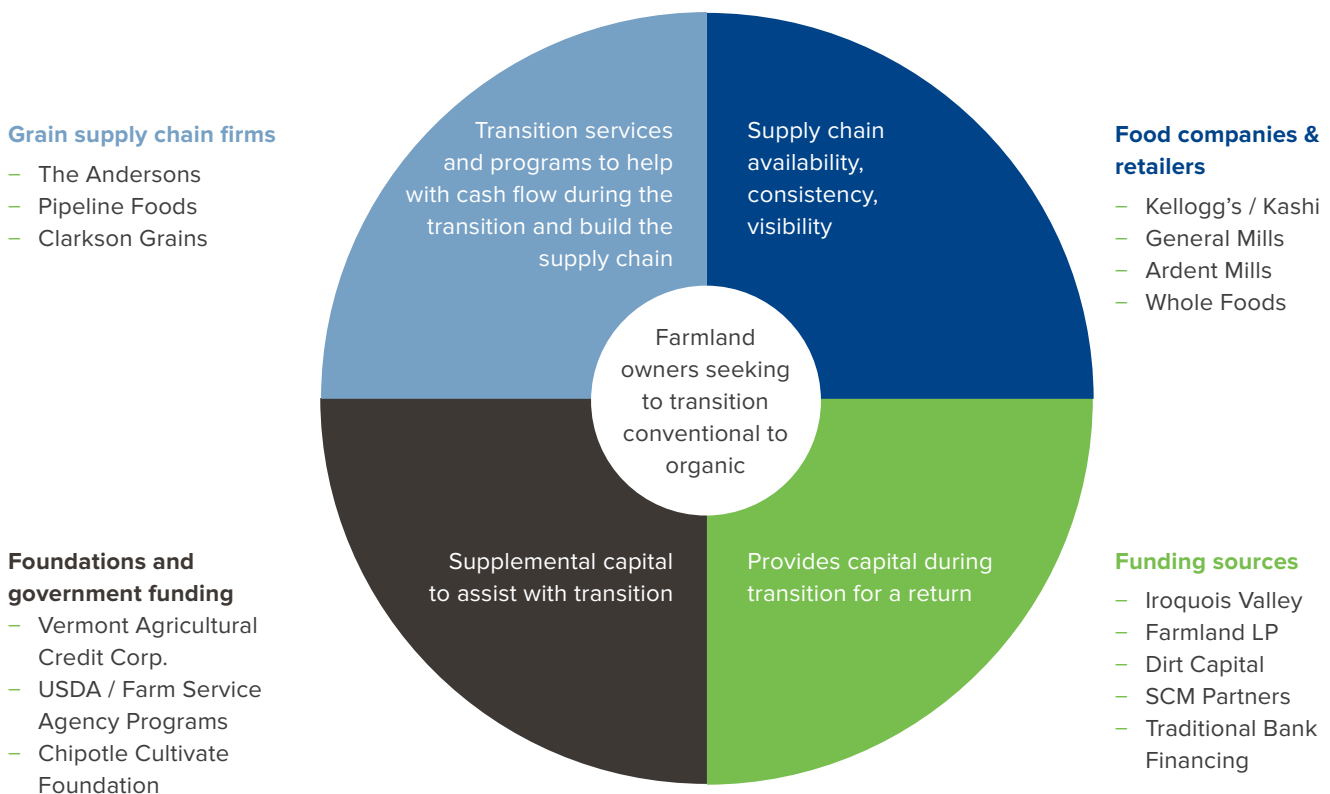 Grain supply chain firms
– The Andersons
– Pipeline Foods
– Clarkson Grains
Transition services
and programs to help
with cash flow during the
transition and build the
supply chain
Supply chain
availability,
consistency,
visibility
Food companies &
retailers
– Kellogg's / Kashi
– General Mills
– Ardent Mills
– Whole Foods
Farmland
owners seeking
to transition
conventional to
organic
Foundations and
government funding
– Vermont Agricultural
Credit Corp.
– USDA / Farm Service
Agency Programs
– Chipotle Cultivate
Foundation
Supplemental capital
to assist with transition
Provides capital during
transition for a return
Funding sources
– Iroquois Valley
– Farmland LP
– Dirt Capital
– SCM Partners
– Traditional Bank
Financing